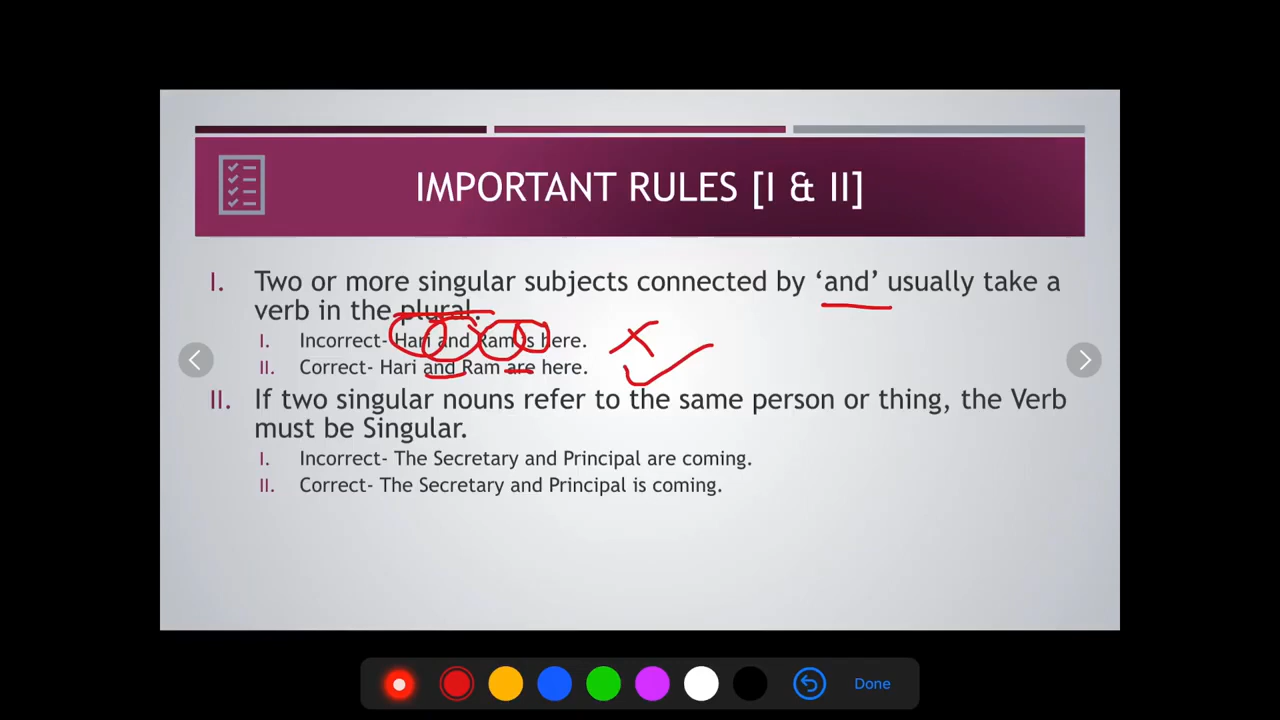 IMPORTANT RULES [I & II]
I. Two or more singular subjects connected by ‘and’ usually take a
verb in the plural.
I. Incorrect- Hari and Ram is here.
II. Correct- Hari and Ram are here.
II. If two singular nouns refer to the same person or thing, the Verb
must be Singular.
I. Incorrect- The Secretary and Principal are coming.
II. Correct- The Secretary and Principal is coming.
Done